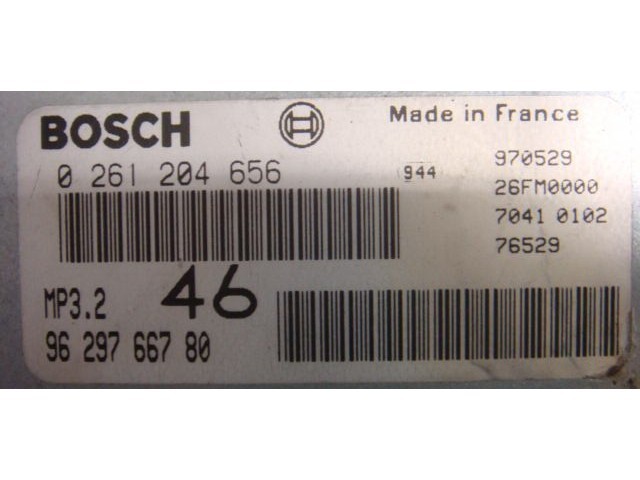 BOSCH
Made in France
0 261 204 656
944
970529
26FM0000
7041 0102
76529
MP3.2
46
96 297 667 80